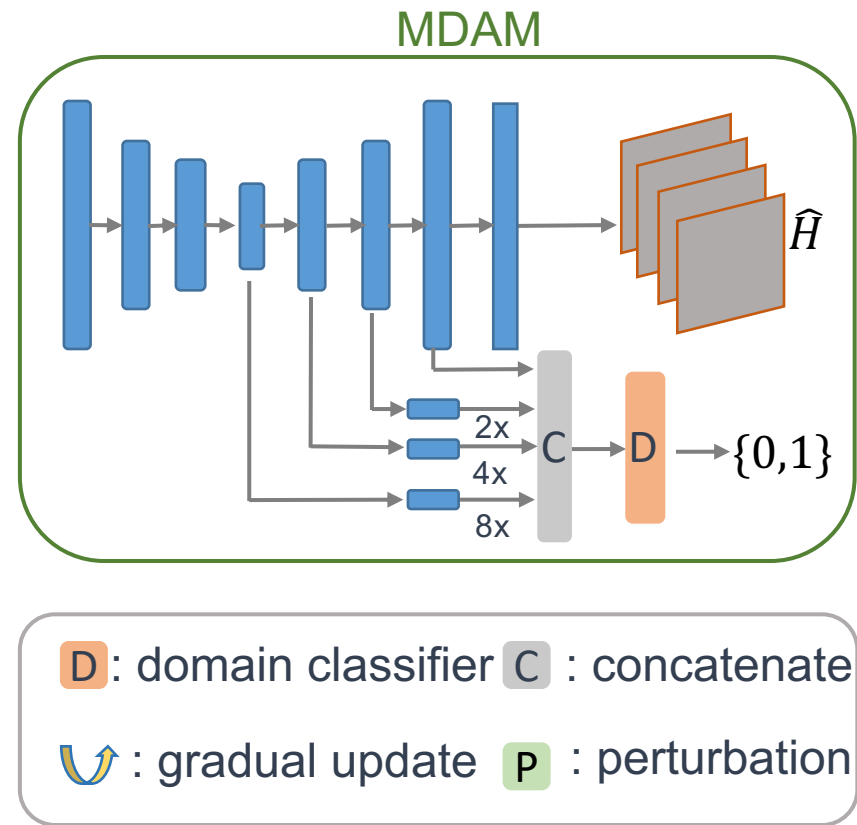 MDAM
Ĥ
2x
4x
8x
C
D
{0,1}
D : domain classifier C : concatenate
: gradual update P : perturbation